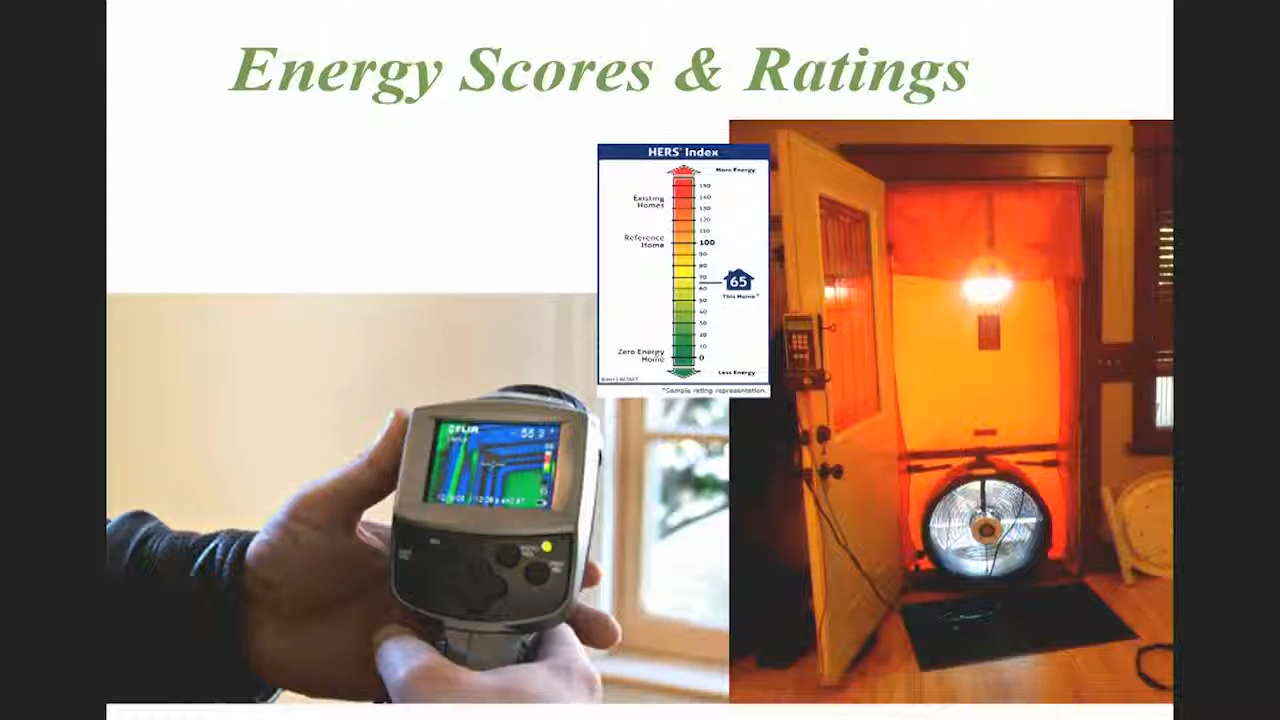 Energy Scores & Ratings
HERS® Index
More Energy
150
Existing
Homes
140
130
120
110
Reference
Home
100
90
80
70
65
60
This Home*
50
40
30
20
10
Zero Energy
Home
0
Less Energy
*Sample rating representation.
FLIR